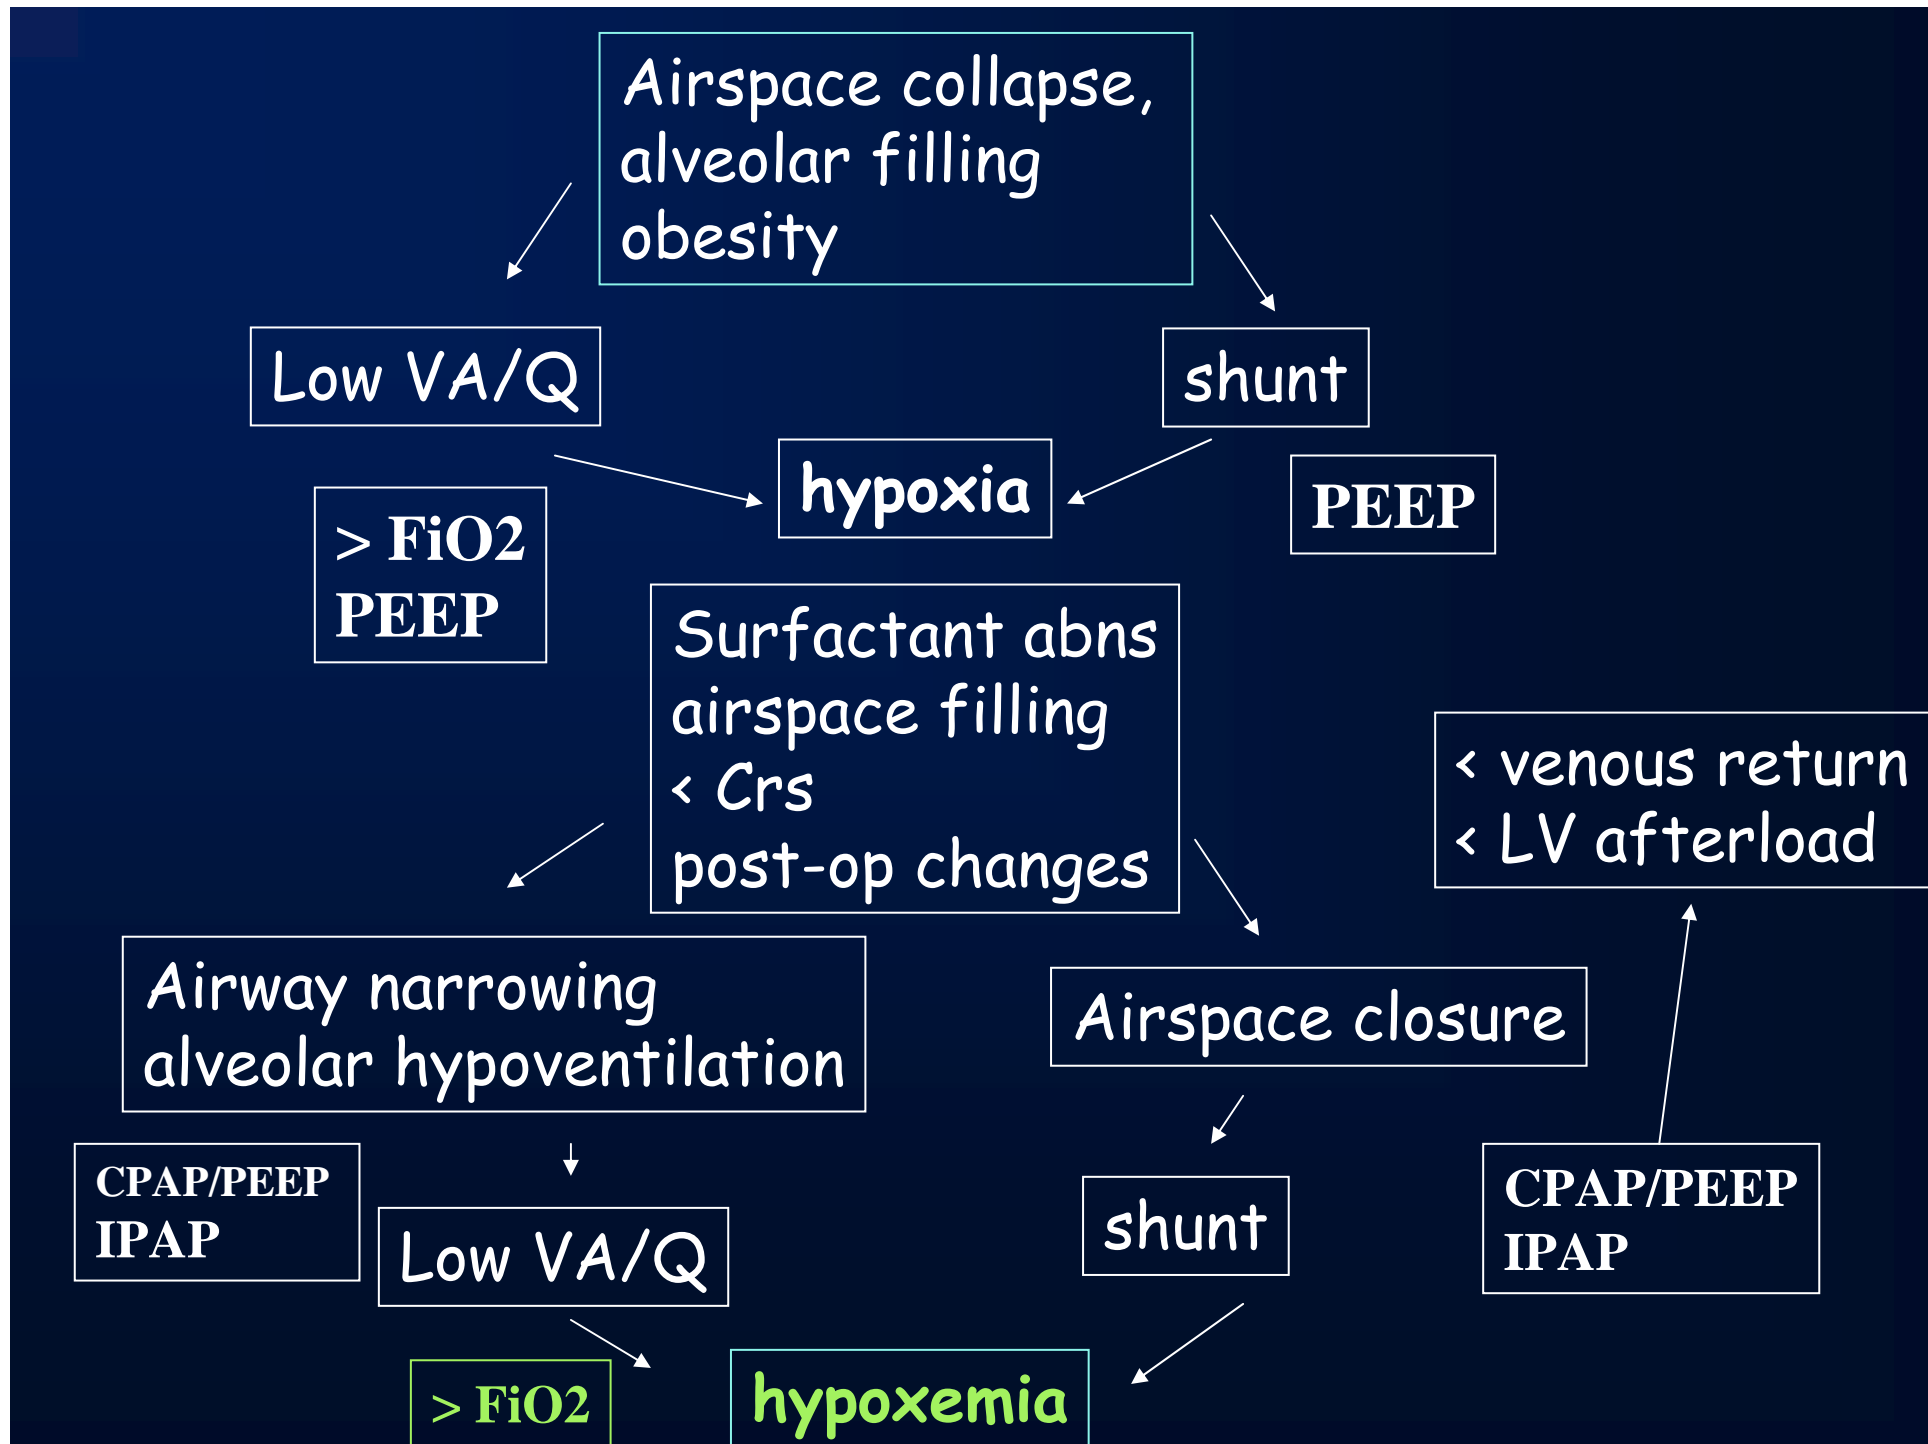 Airspace collapse,
alveolar filling
obesity
Low VA/Q
shunt
hypoxia
PEEP
> FiO2
PEEP
Surfactant abns
airspace filling
< Crs
post-op changes
< venous return
< LV afterload
Airway narrowing
alveolar hypoventilation
Airspace closure
CPAP/PEEP
IPAP
Low VA/Q
shunt
CPAP/PEEP
IPAP
> FiO2
hypoxemia